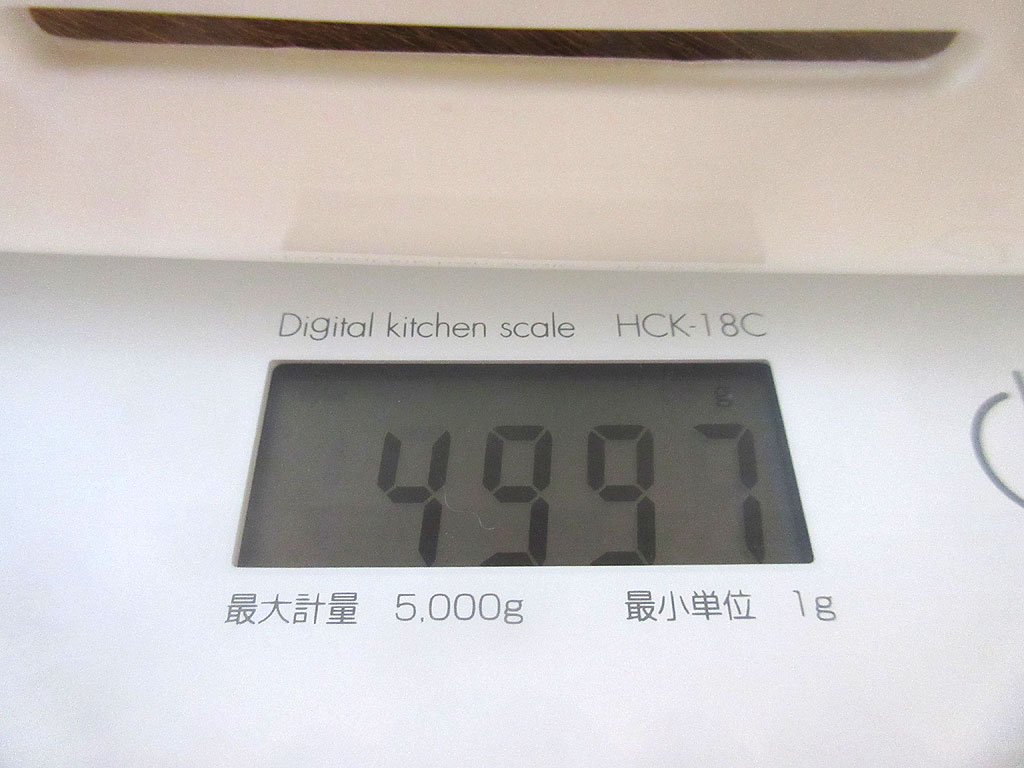 Digital kitchen scale HCK-18C
g
4997
最大計量 5,000g 最小単位 1g